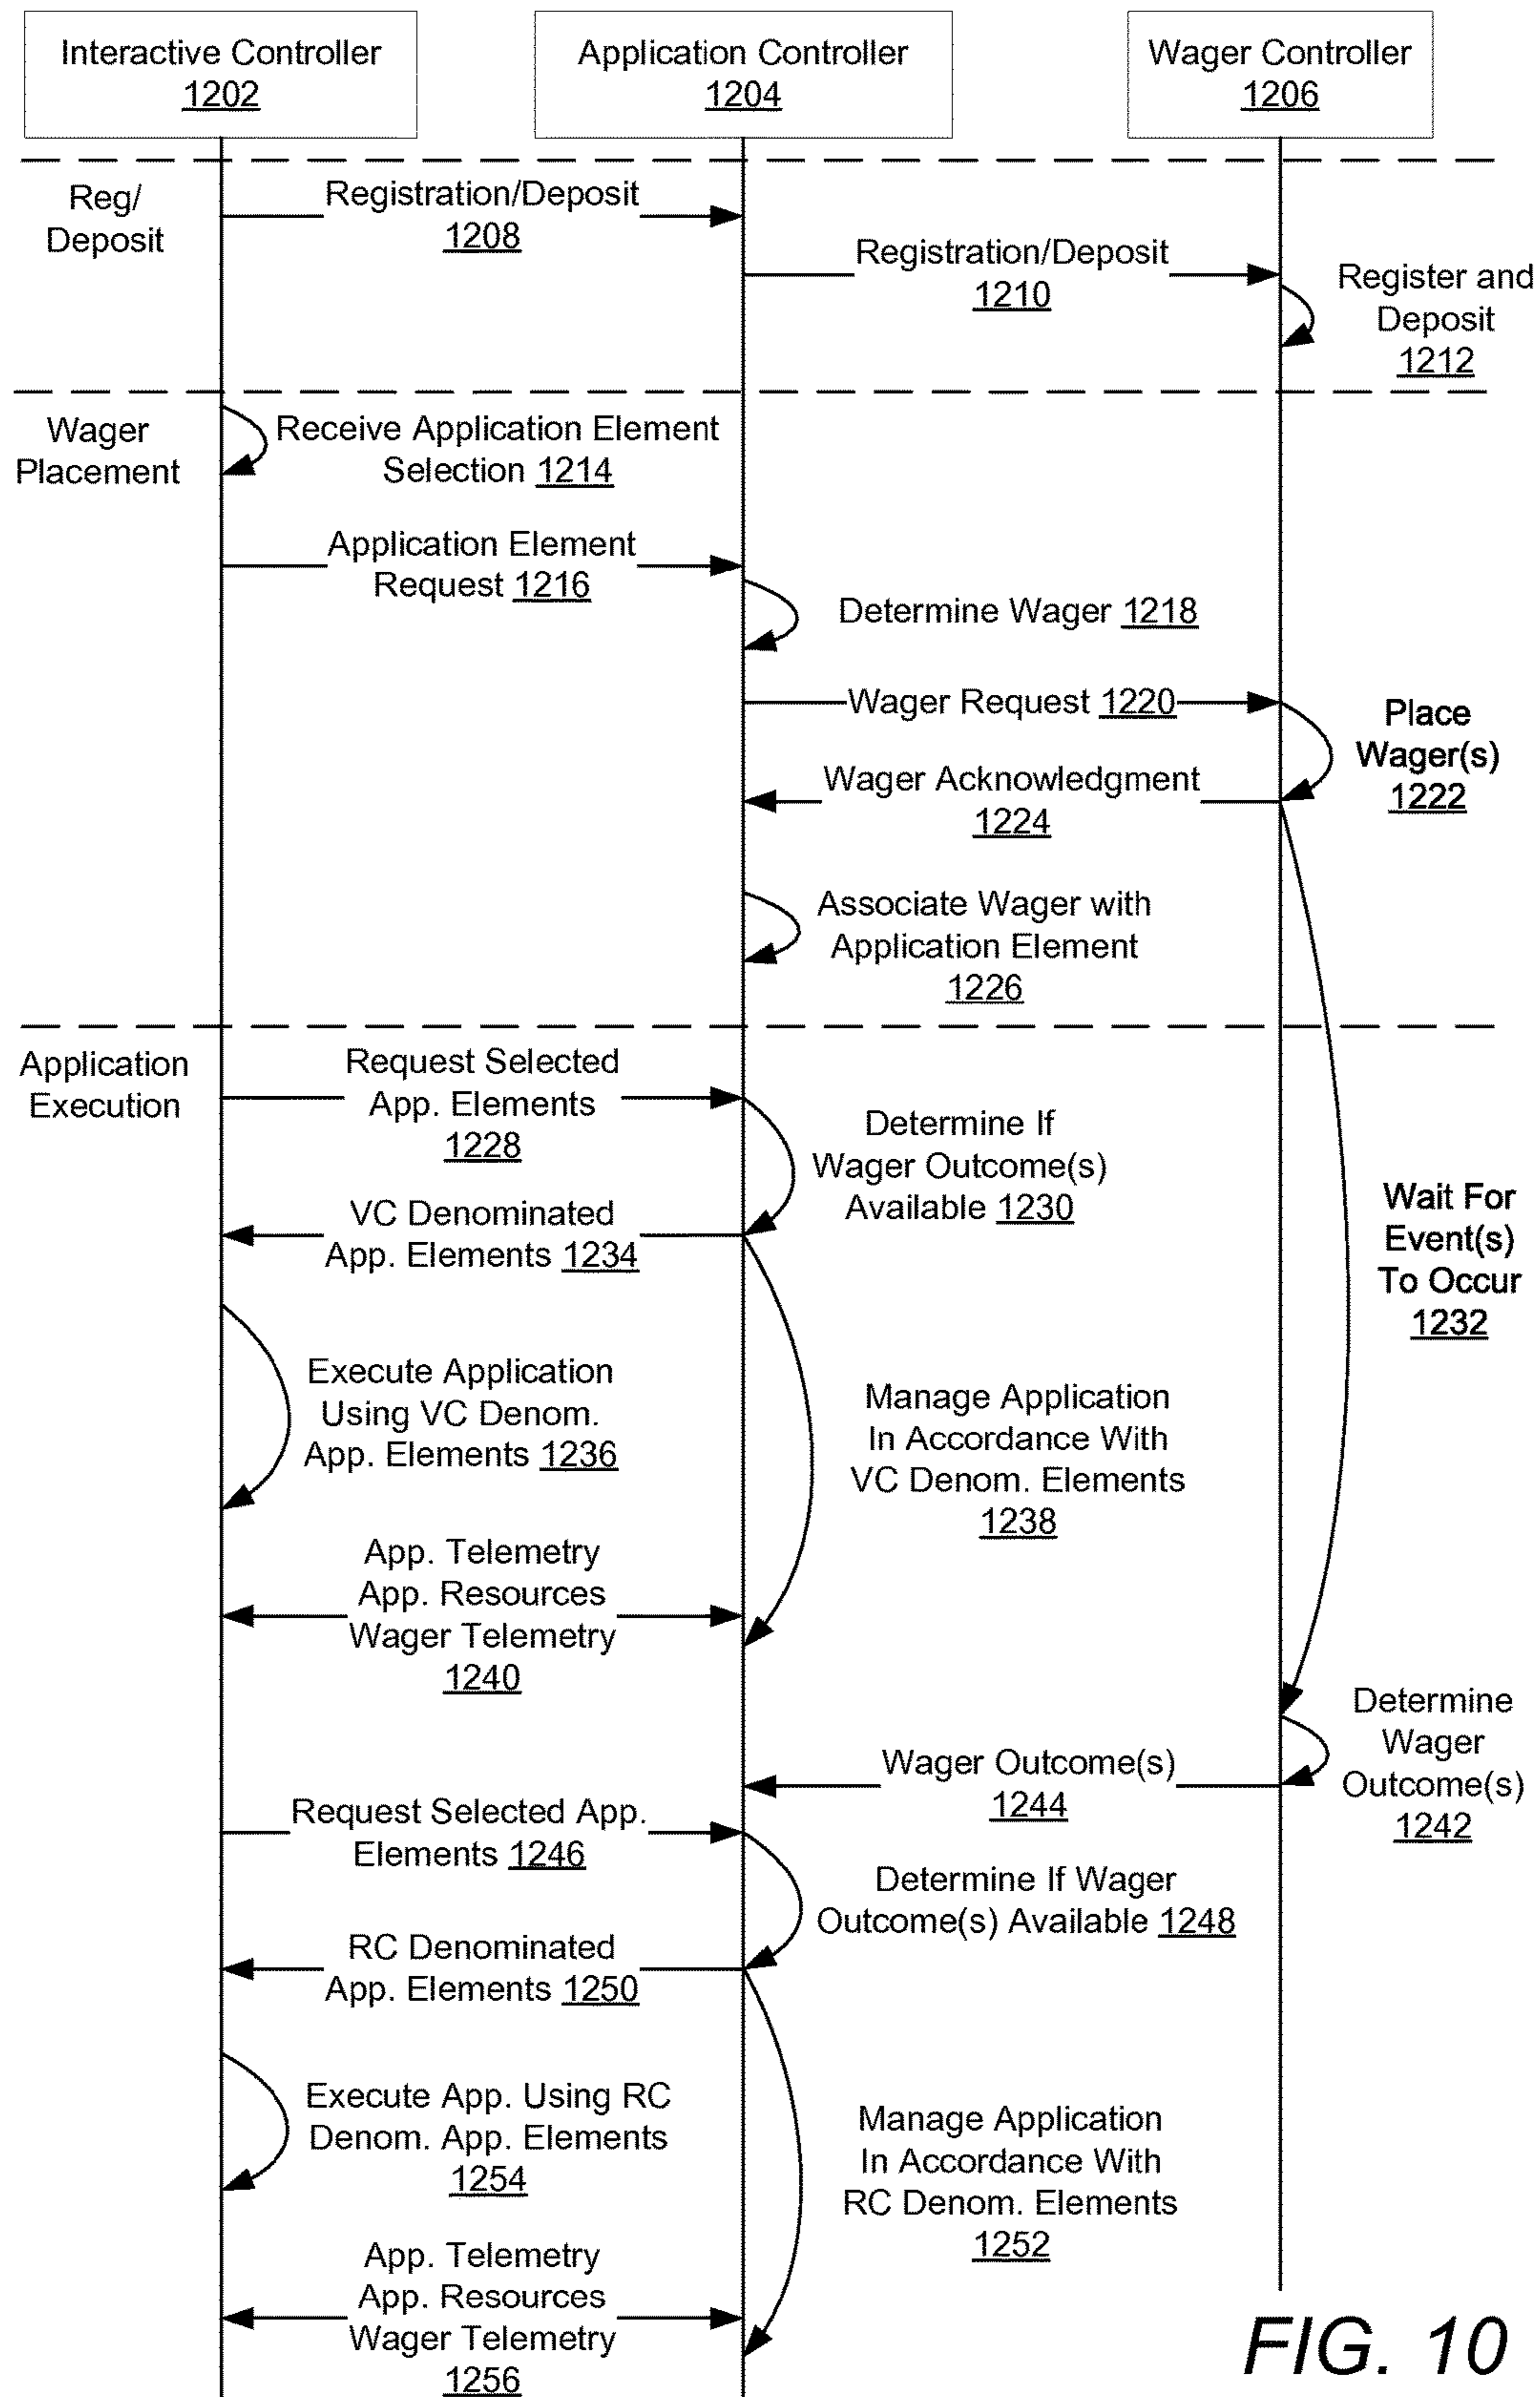 Interactive Controller
1202
Application Controller
1204
Wager Controller
1206
Reg/
Deposit
Registration/Deposit
1208
Registration/Deposit
1210
Register and
Deposit
1212
Wager
Placement
Receive Application Element
Selection 1214
Application Element
Request 1216
Determine Wager 1218
Wager Request 1220
Place
Wager(s)
1222
Wager Acknowledgment
1224
Associate Wager with
Application Element
1226
Application
Execution
Request Selected
App. Elements
1228
Determine If
Wager Outcome(s)
Available 1230
Wait For
Event(s)
To Occur
1232
VC Denominated
App. Elements 1234
Execute Application
Using VC Denom.
App. Elements 1236
Manage Application
In Accordance With
VC Denom. Elements
1238
App. Telemetry
App. Resources
Wager Telemetry
1240
Determine
Wager
Outcome(s)
1242
Wager Outcome(s)
1244
Request Selected App.
Elements 1246
Determine If Wager
Outcome(s) Available 1248
RC Denominated
App. Elements 1250
Execute App. Using RC
Denom. App. Elements
1254
Manage Application
In Accordance With
RC Denom. Elements
1252
App. Telemetry
App. Resources
Wager Telemetry
1256
FIG. 10